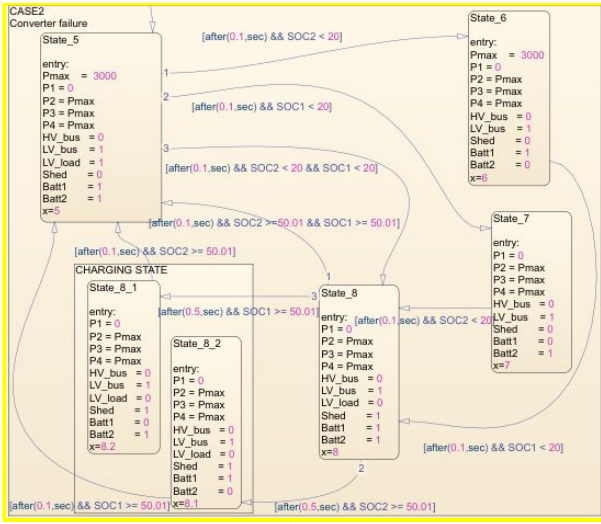 CASE2
Converter failure
State_5
entry:
Pmax = 3000
P1 = 0
P2 = Pmax
P3 = Pmax
P4 = Pmax
HV_bus = 0
LV_bus = 1
LV_load = 1
Shed = 0
Batt1 = 1
Batt2 = 1
x=5
1
[after(0.1,sec) && SOC2 < 20]
2
[after(0.1,sec) && SOC1 < 20]
3
[after(0.1,sec) && SOC2 < 20 && SOC1 < 20]
State_6
entry:
Pmax = 3000
P1 = 0
P2 = Pmax
P3 = Pmax
P4 = Pmax
HV_bus = 0
LV_bus = 1
Shed = 0
Batt1 = 1
Batt2 = 0
x=6
[after(0.1,sec) && SOC2 >=50.01 && SOC1 >= 50.01]
[after(0.1,sec) && SOC2 >= 50.01]
State_7
entry:
P1 = 0
P2 = Pmax
P3 = Pmax
P4 = Pmax
HV_bus = 0
LV_bus = 1
Shed = 0
Batt1 = 0
Batt2 = 1
x=7
CHARGING STATE
State_8_1
entry:
P1 = 0
P2 = Pmax
P3 = Pmax
P4 = Pmax
HV_bus = 0
LV_bus = 1
LV_load = 0
Shed = 1
Batt1 = 0
Batt2 = 1
x=8.2
[after(0.5,sec) && SOC1 >= 50.01]
State_8_2
entry:
P1 = 0
P2 = Pmax
P3 = Pmax
P4 = Pmax
HV_bus = 0
LV_bus = 1
LV_load = 0
Shed = 1
Batt1 = 1
Batt2 = 0
x=8.1
1
3
State_8
entry:
P1 = 0
P2 = Pmax
P3 = Pmax
P4 = Pmax
HV_bus = 0
LV_bus = 1
LV_load = 0
Shed = 1
Batt1 = 1
Batt2 = 1
x=8
2
[after(0.1,sec) && SOC2 < 20]
[after(0.1,sec) && SOC1 < 20]
[after(0.1,sec) && SOC1 >= 50.01]
[after(0.5,sec) && SOC2 >= 50.01]